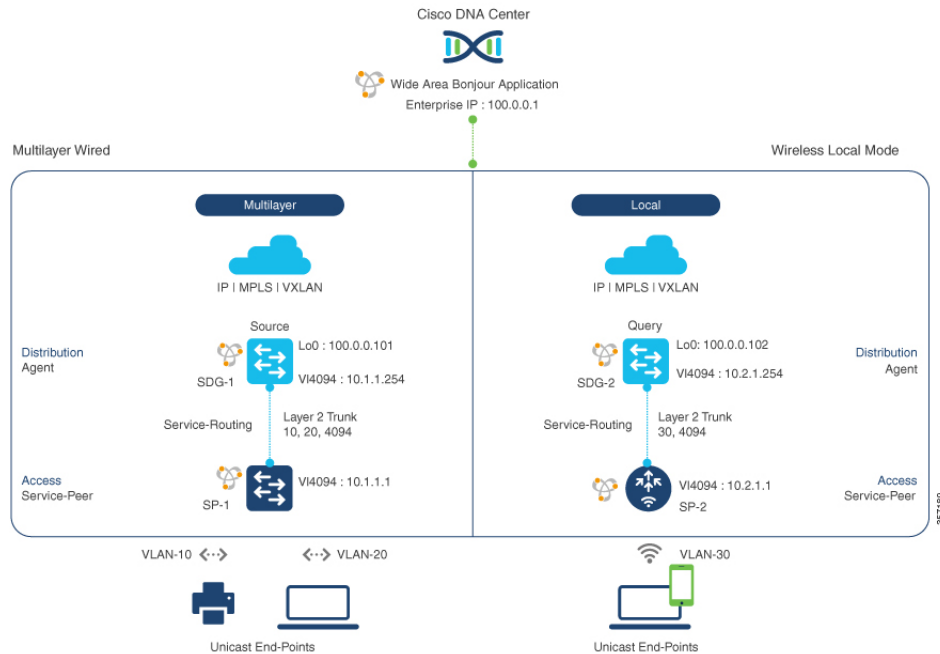 Cisco DNA Center
Wide Area Bonjour Application
Enterprise IP : 100.0.0.1
Multilayer Wired
Wireless Local Mode
Multilayer
Local
IP | MPLS | VXLAN
IP | MPLS | VXLAN
Source
Query
Distribution
Agent
SDG-1
Lo0 : 100.0.0.101
Vl4094 : 10.1.1.254
SDG-2
Lo0: 100.0.0.102
Vl4094 : 10.2.1.254
Distribution
Agent
Service-Routing
Layer 2 Trunk
10, 20, 4094
Service-Routing
Layer 2 Trunk
30, 4094
Access
Service-Peer
SP-1
Vl4094 : 10.1.1.1
Vl4094 : 10.2.1.1
SP-2
Access
Service-Peer
357180
VLAN-10
VLAN-20
VLAN-30
Unicast End-Points
Unicast End-Points